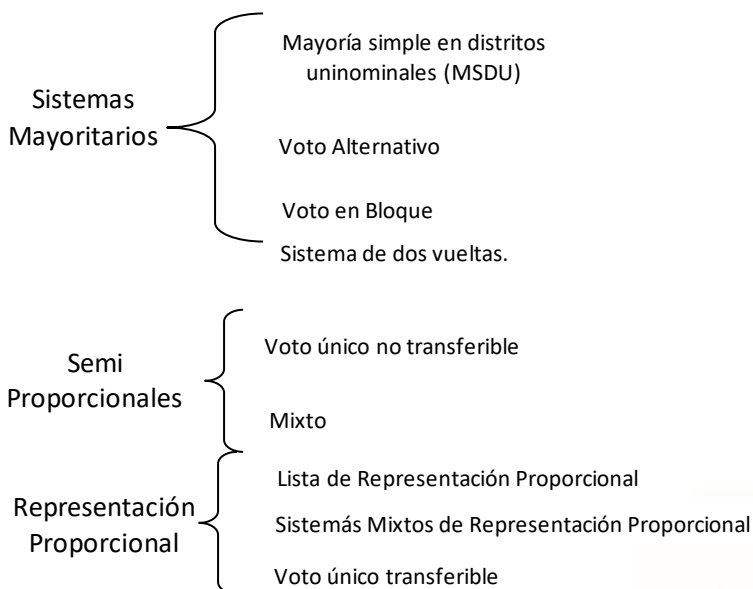 Sistemas
Mayoritarios
Mayoría simple en distritos
uninominales (MSDU)
Voto Alternativo
Voto en Bloque
Sistema de dos vueltas.
Semi
Proporcionales
Voto único no transferible
Mixto
Representación
Proporcional
Lista de Representación Proporcional
Sistemás Mixtos de Representación Proporcional
Voto único transferible